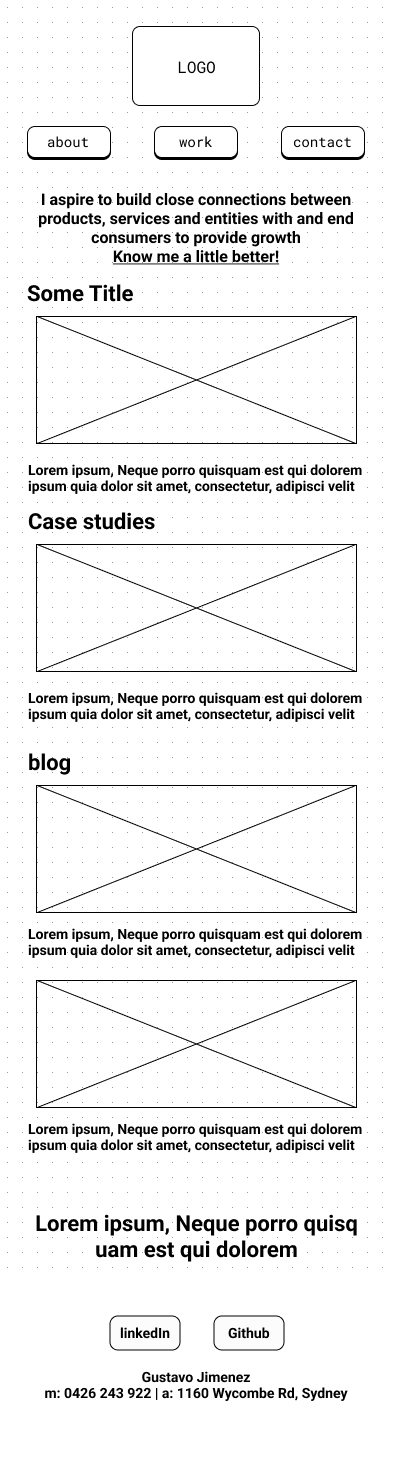 LOGO
about
work
contact
I aspire to build close connections between
products, services and entities with and end
consumers to provide growth
Know me a little better!
Some Title
Lorem ipsum, Neque porro quisquam est qui dolorem
ipsum quia dolor sit amet, consectetur, adipisci velit
Case studies
Lorem ipsum, Neque porro quisquam est qui dolorem
ipsum quia dolor sit amet, consectetur, adipisci velit
blog
Lorem ipsum, Neque porro quisquam est qui dolorem
ipsum quia dolor sit amet, consectetur, adipisci velit
Lorem ipsum, Neque porro quisquam est qui dolorem
ipsum quia dolor sit amet, consectetur, adipisci velit
Lorem ipsum, Neque porro quisq
uam est qui dolorem
linkedIn
Github
Gustavo Jimenez
m: 0426 243 922 | a: 1160 Wycombe Rd, Sydney